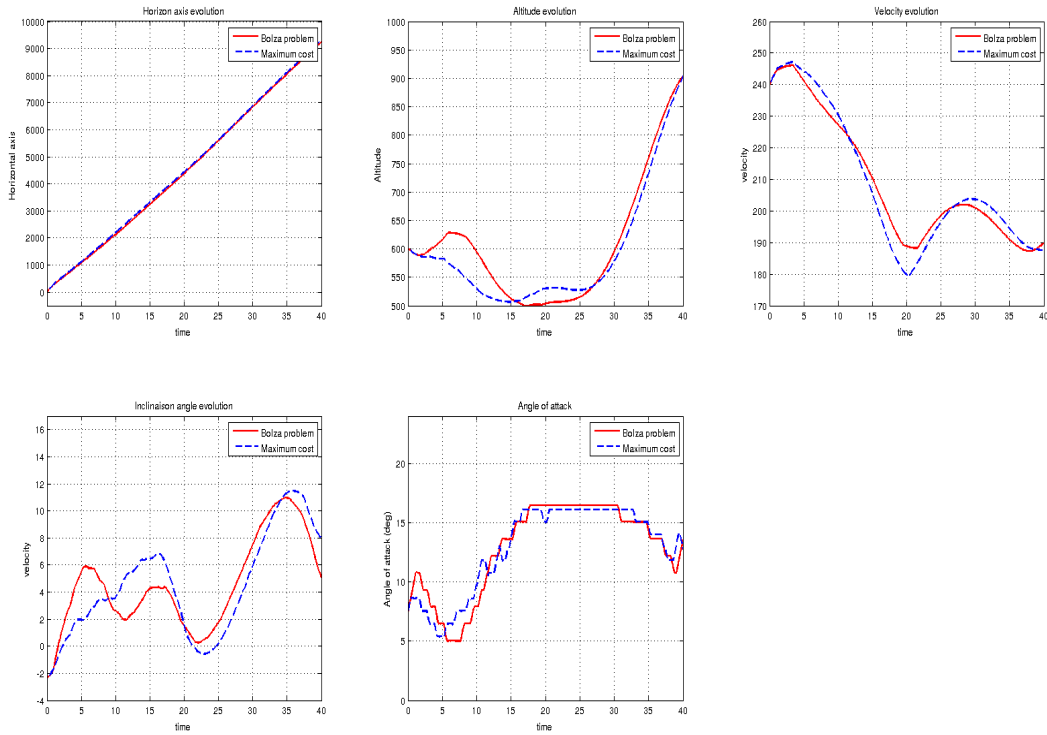 Horizon axis evolution
10000
9000
8000
7000
6000
5000
4000
3000
2000
1000
0
Horizontal axis
0 5 10 15 20 25 30 35 40
time
Bolza problem
Maximum cost
Altitude evolution
1000
950
900
850
800
750
700
650
600
550
500
Altitude
0 5 10 15 20 25 30 35 40
time
Bolza problem
Maximum cost
Velocity evolution
260
250
240
230
220
210
200
190
180
170
velocity
0 5 10 15 20 25 30 35 40
time
Bolza problem
Maximum cost
Inclinaison angle evolution
16
14
12
10
8
6
4
2
0
-2
-4
velocity
0 5 10 15 20 25 30 35 40
time
Bolza problem
Maximum cost
Angle of attack
20
15
10
5
0
Angle of attack (deg)
0 5 10 15 20 25 30 35 40
time
Bolza problem
Maximum cost